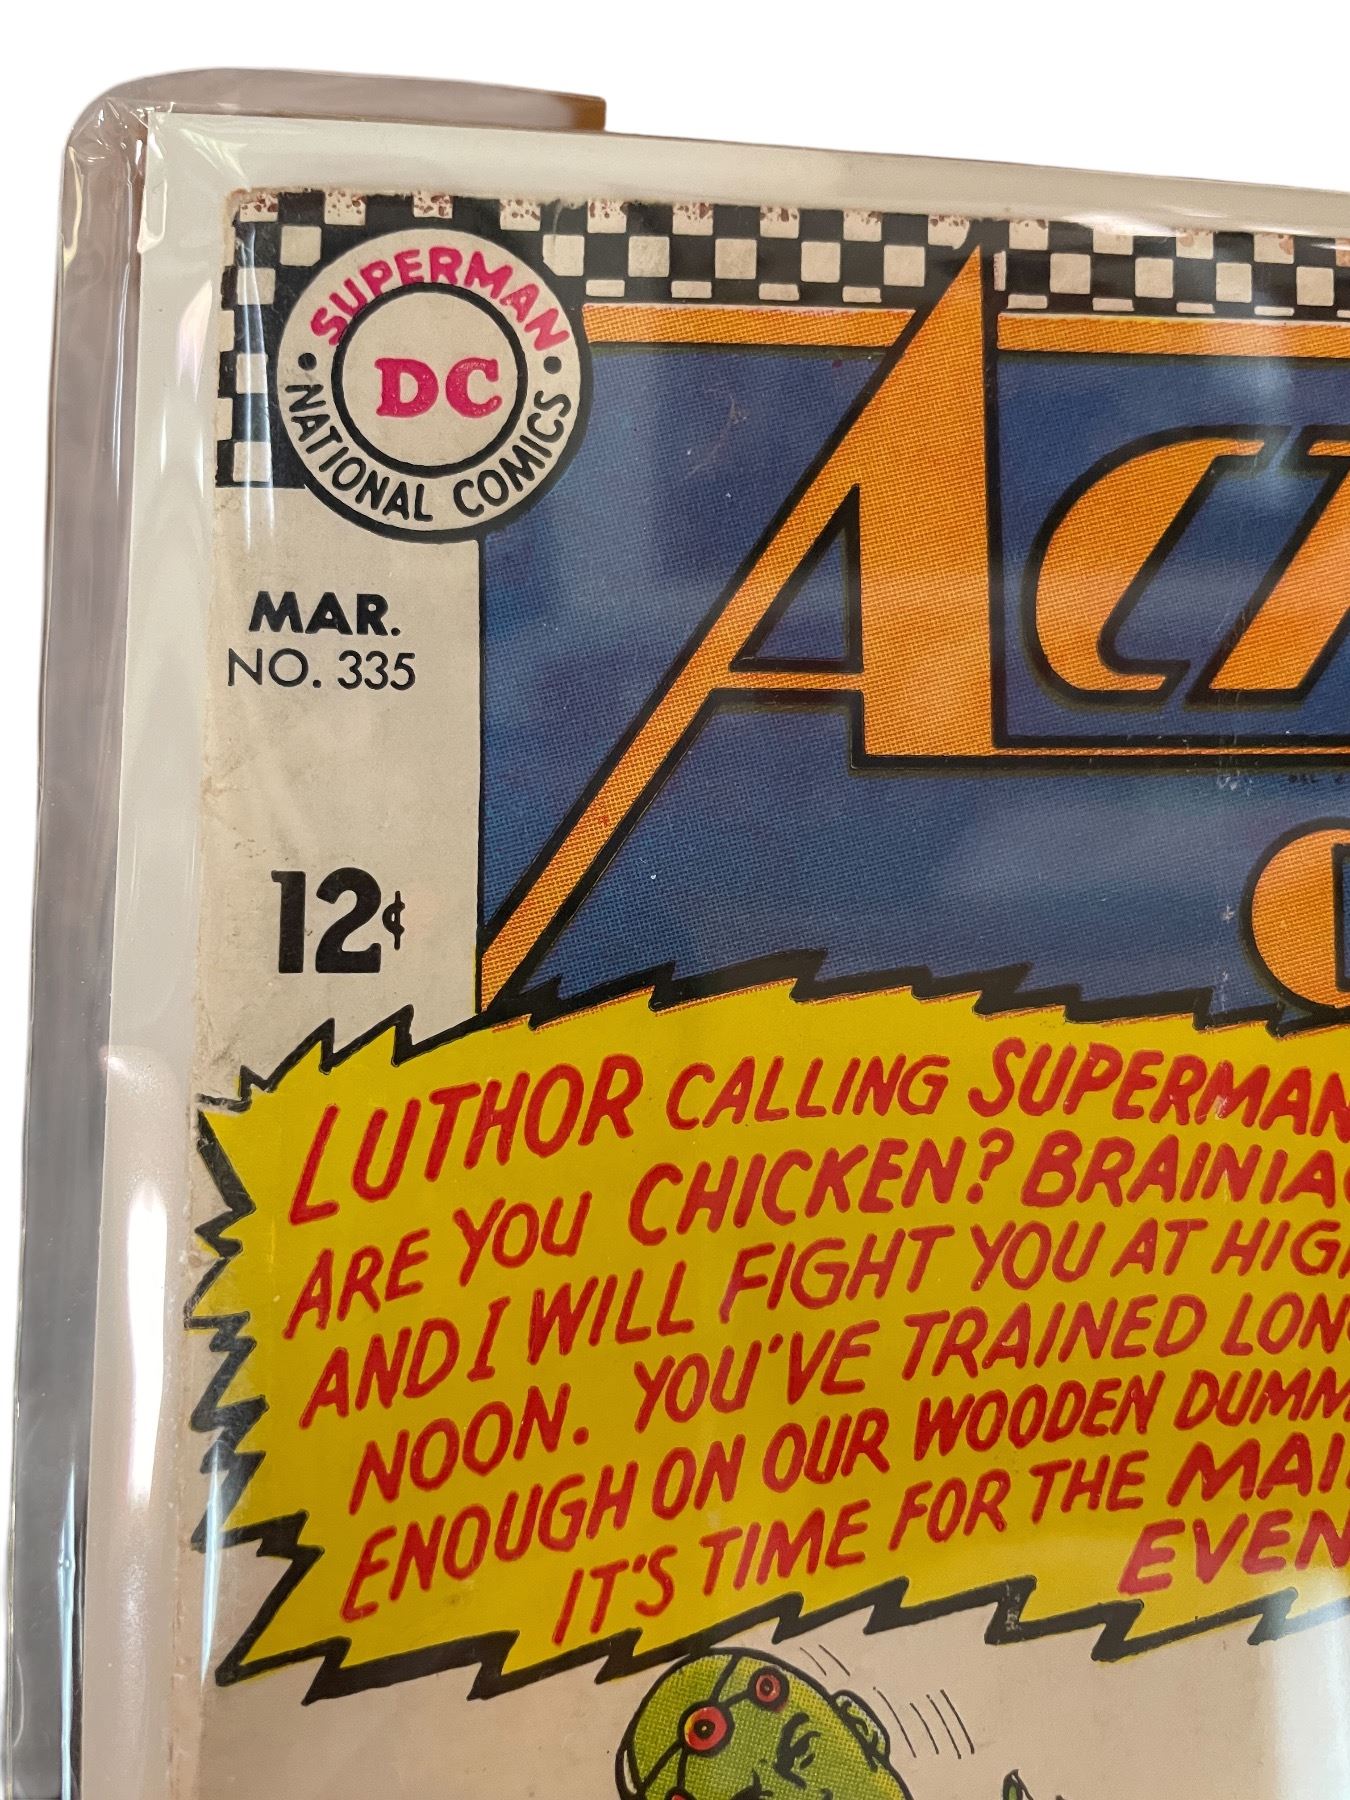 SUPERMAN
DC
NATIONAL COMICS
MAR.
NO. 335
12¢
ACT
LUTHOR CALLING SUPERMAN
ARE YOU CHICKEN? BRAINIAC
AND I WILL FIGHT YOU AT HIGH
NOON. YOU'VE TRAINED LONG
ENOUGH ON OUR WOODEN DUMM
IT'S TIME FOR THE MAI
EVEN